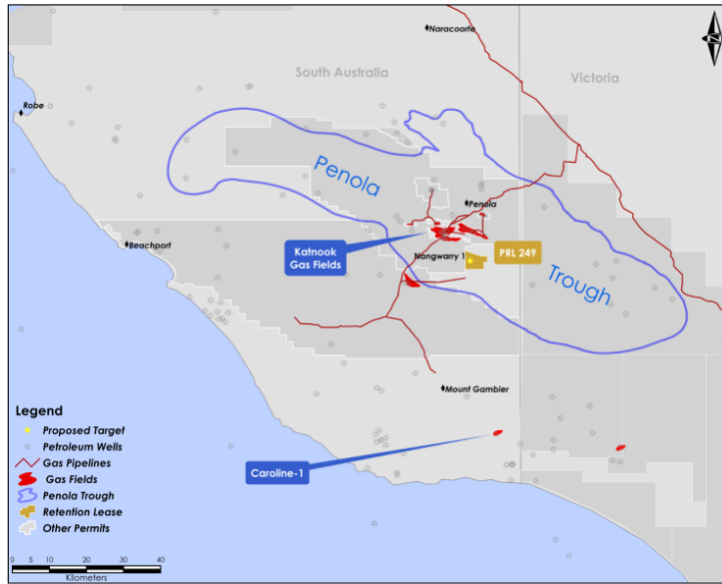 Naracoorte
N
South Australia
Victoria
Robe
Penola
Penola
Katnook
Gas Fields
Nangwarry 1
PRL 249
Beachport
Trough
Mount Gambier
Caroline-1
Legend
Proposed Target
Petroleum Wells
Gas Pipelines
Gas Fields
Penola Trough
Retention Lease
Other Permits
0 5 10 20 30 40
Kilometers